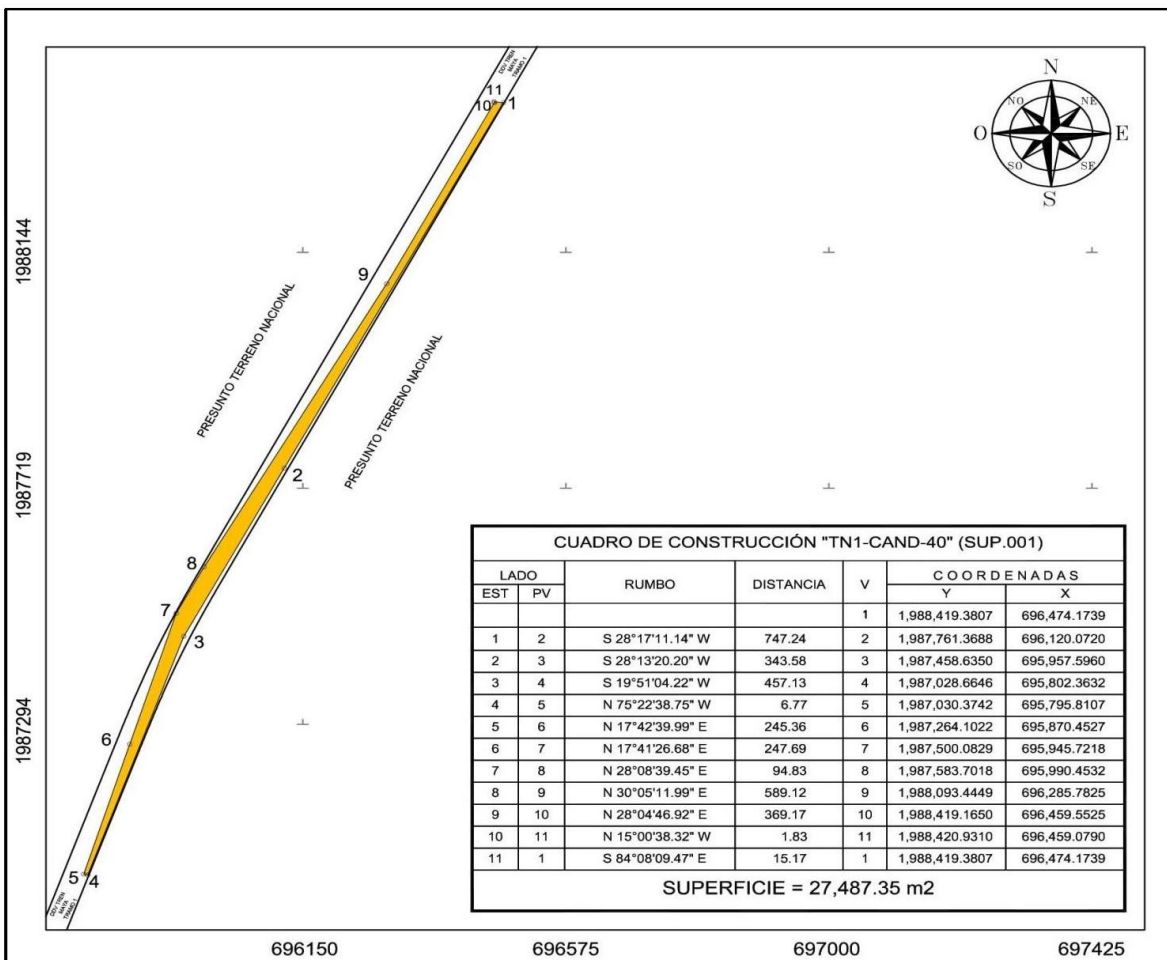 DDV TREN
MAYA
TRAMO 1
11
10
1
N
NO
NE
O
E
SO
SE
S
1988144
9
PRESUNTO TERRENO NACIONAL
PRESUNTO TERRENO NACIONAL
1987719
2
8
7
3
1987294
6
5
4
DDV TREN
MAYA
TRAMO 1
CUADRO DE CONSTRUCCIÓN "TN1-CAND-40" (SUP.001)
LADO RUMBO DISTANCIA V COORDENADAS
EST PV Y X
1 1,988,419.3807 696,474.1739
1 2 S 28°17'11.14" W 747.24 2 1,987,761.3688 696,120.0720
2 3 S 28°13'20.20" W 343.58 3 1,987,458.6350 695,957.5960
3 4 S 19°51'04.22" W 457.13 4 1,987,028.6646 695,802.3632
4 5 N 75°22'38.75" W 6.77 5 1,987,030.3742 695,795.8107
5 6 N 17°42'39.99" E 245.36 6 1,987,264.1022 695,870.4527
6 7 N 17°41'26.68" E 247.69 7 1,987,500.0829 695,945.7218
7 8 N 28°08'39.45" E 94.83 8 1,987,583.7018 695,990.4532
8 9 N 30°05'11.99" E 589.12 9 1,988,093.4449 696,285.7825
9 10 N 28°04'46.92" E 369.17 10 1,988,419.1650 696,459.5525
10 11 N 15°00'38.32" W 1.83 11 1,988,420.9310 696,459.0790
11 1 S 84°08'09.47" E 15.17 1 1,988,419.3807 696,474.1739
SUPERFICIE = 27,487.35 m2
696150 696575 697000 697425